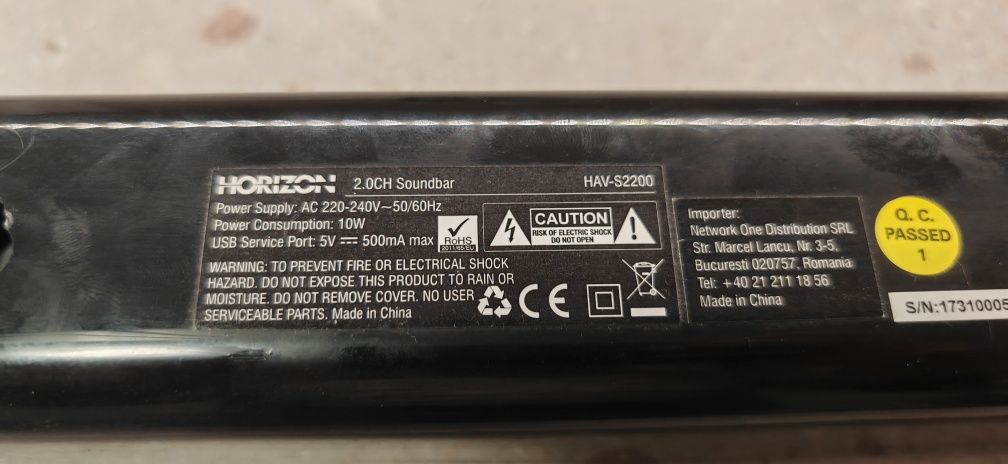 HORIZON 2.0CH Soundbar HAV-S2200
Power Supply: AC 220-240V~50/60Hz
Power Consumption: 10W
USB Service Port: 5V ⎓ 500mA max
RoHS
2011/65/EU
CAUTION
RISK OF ELECTRIC SHOCK
DO NOT OPEN
WARNING: TO PREVENT FIRE OR ELECTRICAL SHOCK
HAZARD. DO NOT EXPOSE THIS PRODUCT TO RAIN OR
MOISTURE. DO NOT REMOVE COVER. NO USER
SERVICEABLE PARTS. Made in China
CE
Importer:
Network One Distribution SRL
Str. Marcel Lancu, Nr. 3-5,
Bucuresti 020757, Romania
Tel: +40 21 211 18 56
Made in China
Q. C.
PASSED
1
S/N:17310005